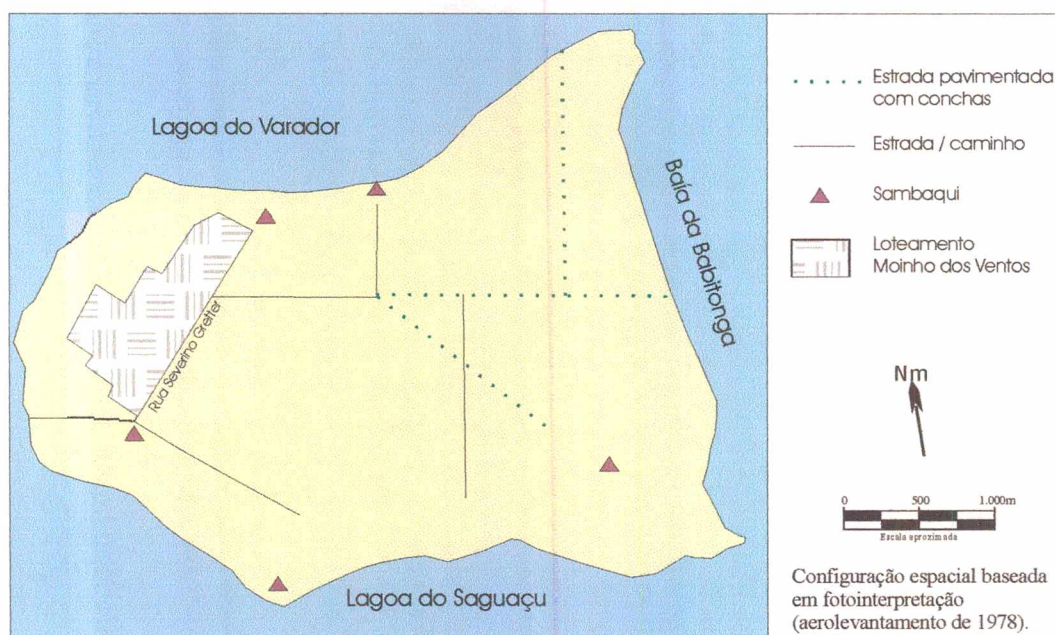 Lagoa do Varador
Baía da Babitonga
Rua Severino Gretter
Lagoa do Saguaçu
Estrada pavimentada
com conchas
Estrada / caminho
Sambaqui
Loteamento
Moinho dos Ventos
Nm
0 500 1.000m
Escala aproximada
Configuração espacial baseada
em fotointerpretação
(aerolevantamento de 1978).